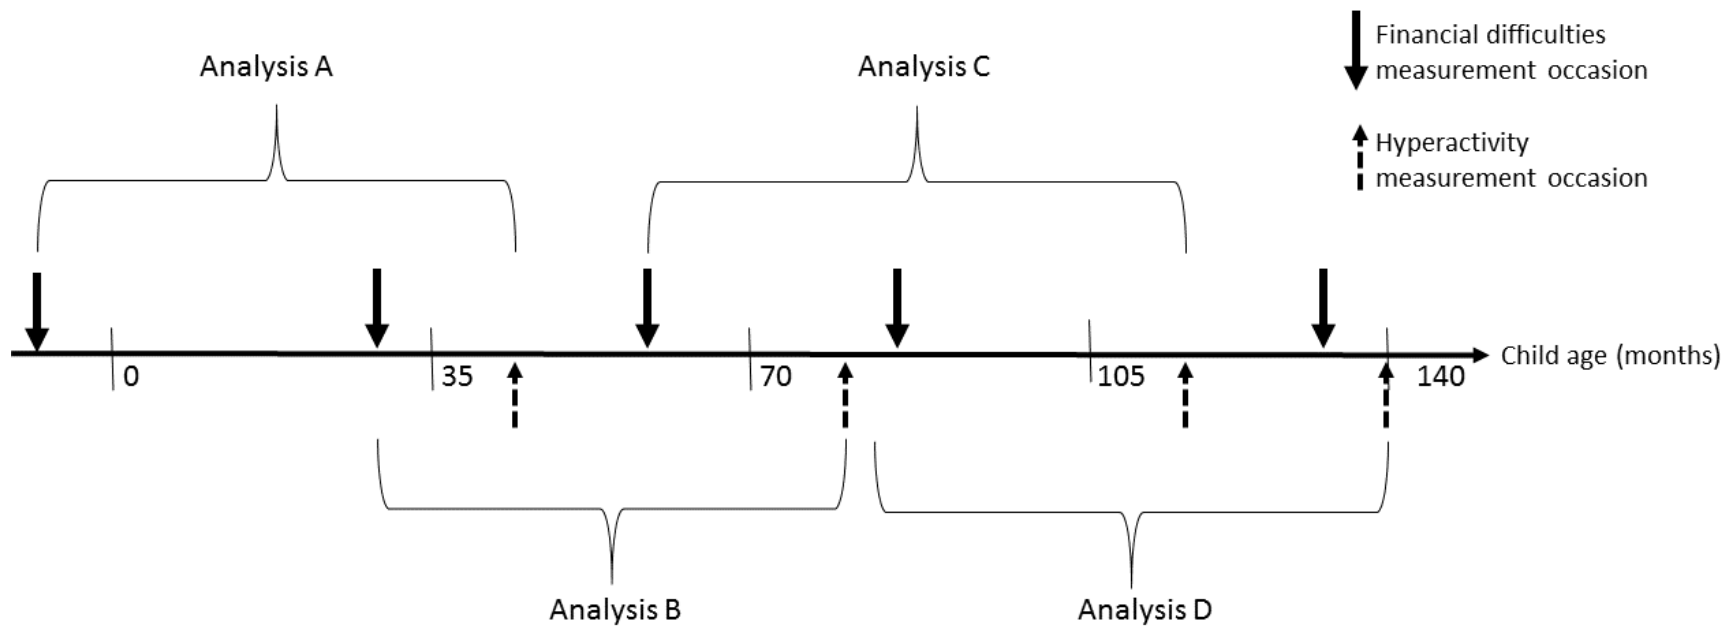 Analysis A
Analysis C
Financial difficulties
measurement occasion
Hyperactivity
measurement occasion
0
35
70
105
140
Child age (months)
Analysis B
Analysis D